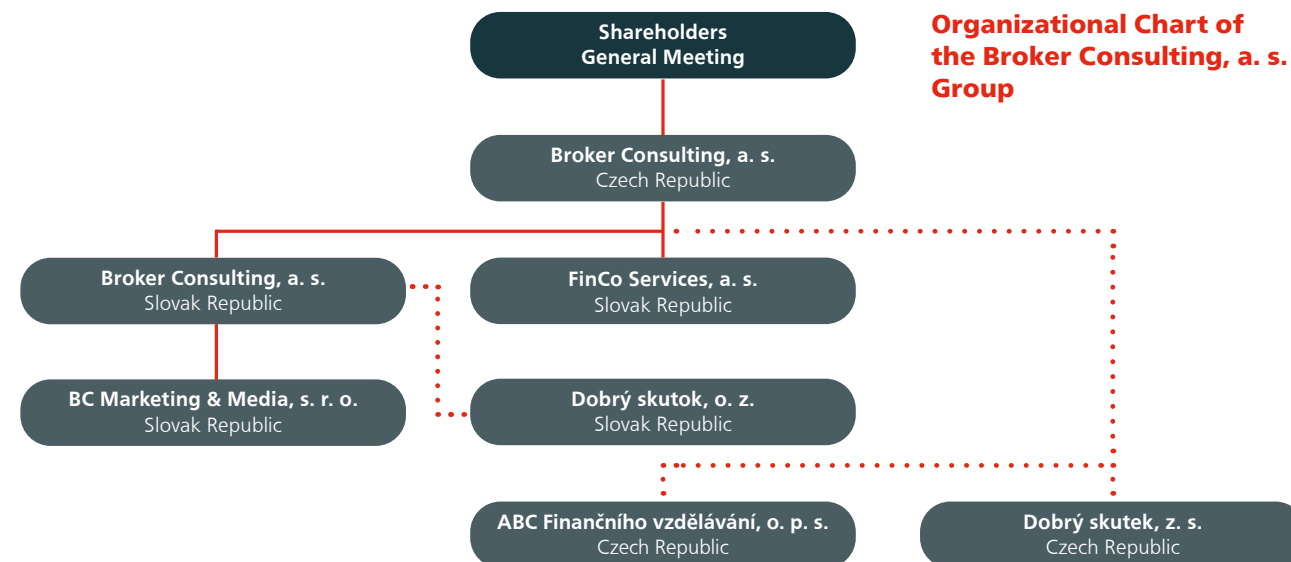 Shareholders
General Meeting
Organizational Chart of
the Broker Consulting, a. s.
Group
Broker Consulting, a. s.
Czech Republic
Broker Consulting, a. s.
Slovak Republic
FinCo Services, a. s.
Slovak Republic
BC Marketing & Media, s. r. o.
Slovak Republic
Dobrý skutok, o. z.
Slovak Republic
ABC Finančního vzdělávání, o. p. s.
Czech Republic
Dobrý skutek, z. s.
Czech Republic